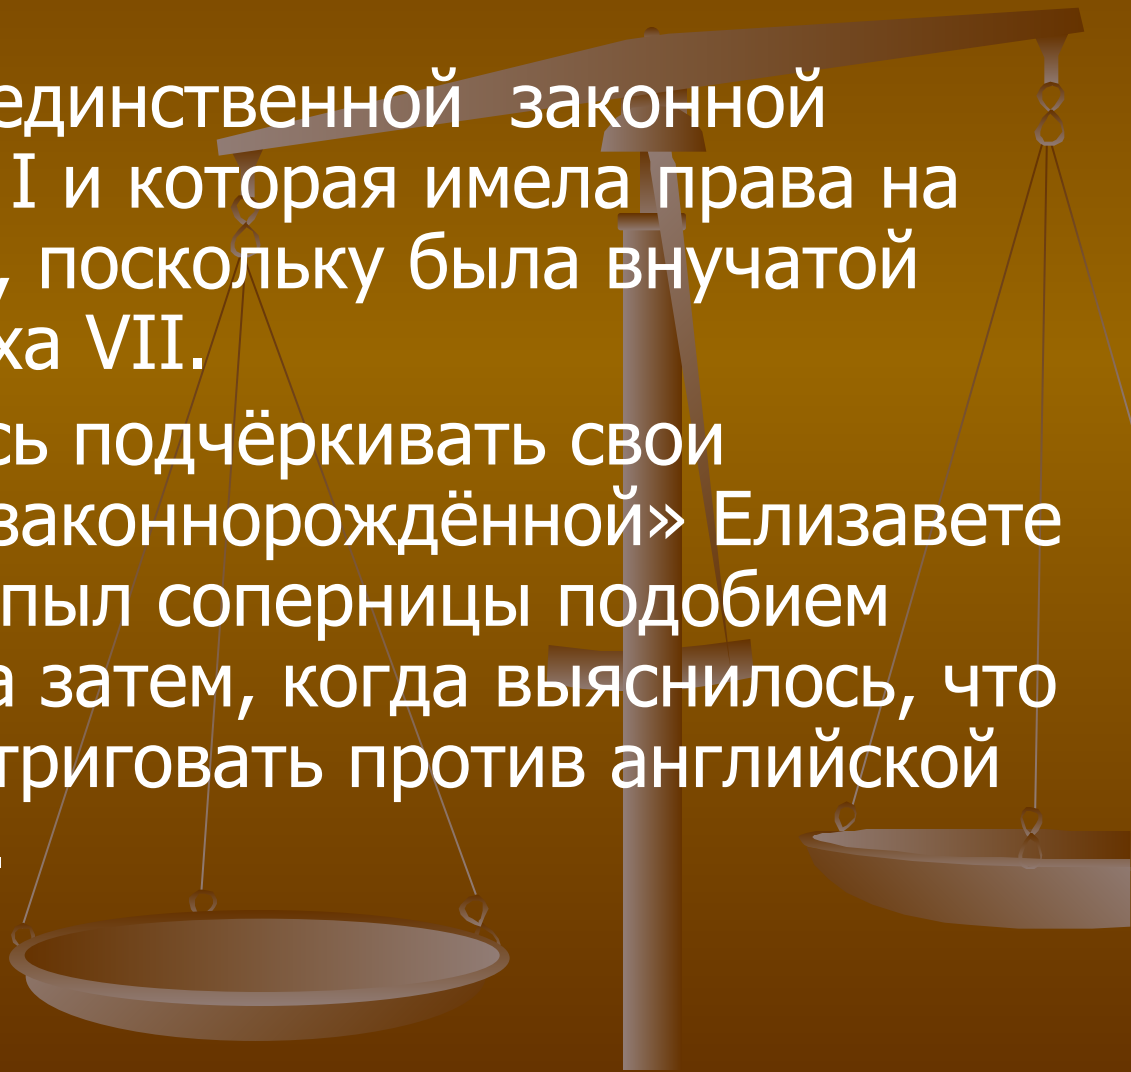 единственной законной
I и которая имела права на
, поскольку была внучатой
ха VII.
сь подчёркивать свои
законнорождённой» Елизавете
пыл соперницы подобием
а затем, когда выяснилось, что
триговать против английской
.